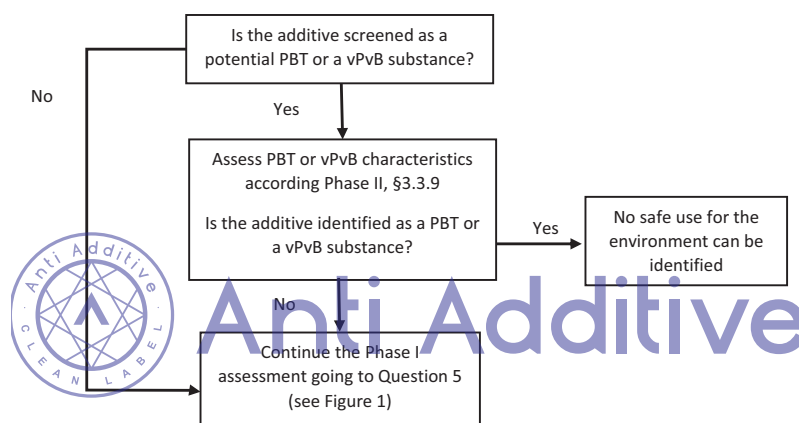 Is the additive screened as a
potential PBT or a vPvB substance?
No
Yes
Assess PBT or vPvB characteristics
according Phase II, §3.3.9
Is the additive identified as a PBT or
a vPvB substance?
Yes
No safe use for the
environment can be
identified
No
Continue the Phase I
assessment going to Question 5
(see Figure 1)
Anti Additive
CLEAN LABEL
Anti Additive